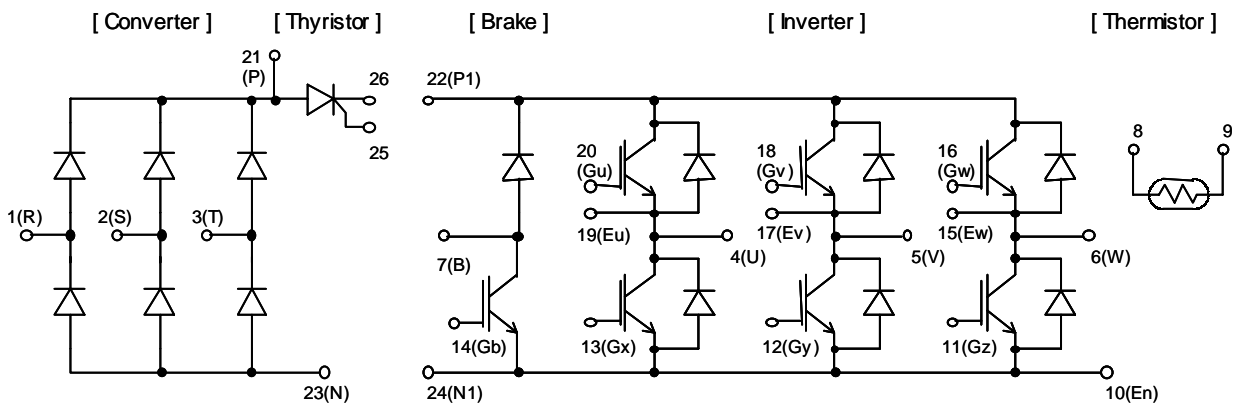 [ Converter ] [ Thyristor ] [ Brake ] [ Inverter ] [ Thermistor ]
21
(P)
26
22(P1)
25
20
(Gu)
18
(Gv)
16
(Gw)
8
9
1(R)
2(S)
3(T)
7(B)
19(Eu)
4(U)
17(Ev)
5(V)
15(Ew)
6(W)
14(Gb)
13(Gx)
12(Gy)
11(Gz)
23(N)
24(N1)
10(En)